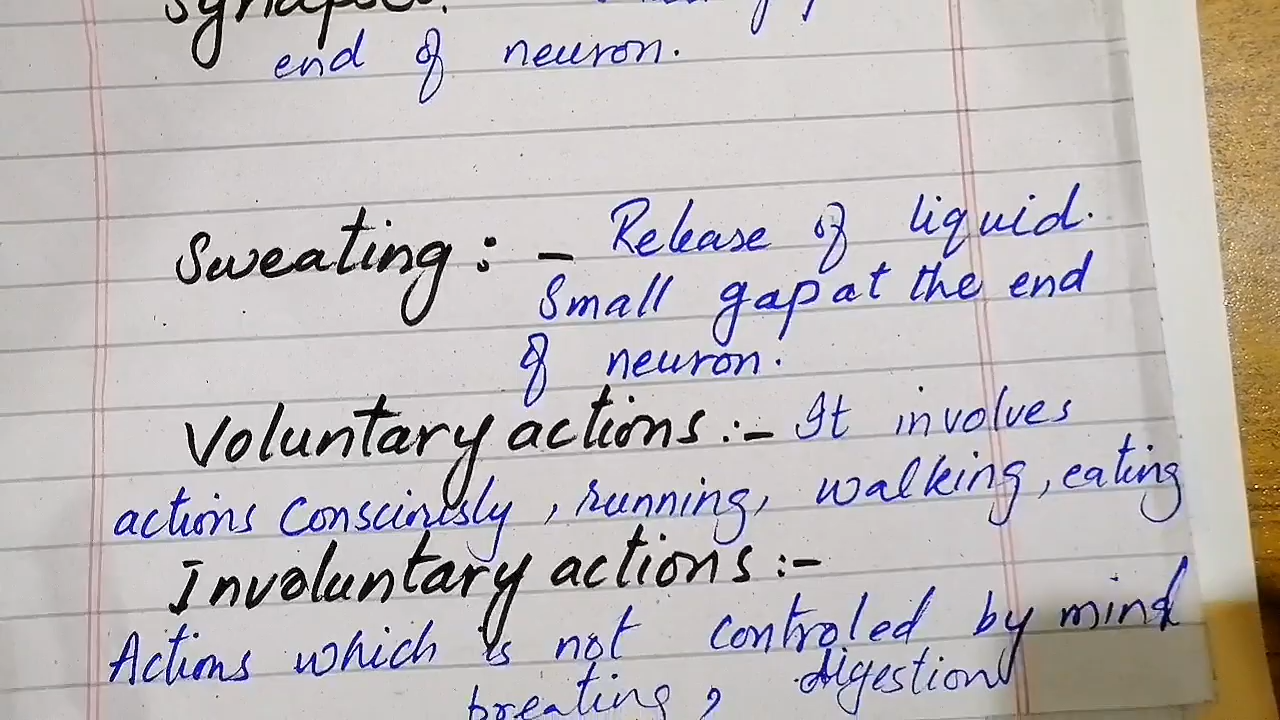 end of neuron.
Sweating : - Release of liquid.
Small gap at the end
of neuron.
Voluntary actions :- It involves
actions consciously, running, walking, eating
Involuntary actions :-
Actions which is not controled by mind
breating, digestion